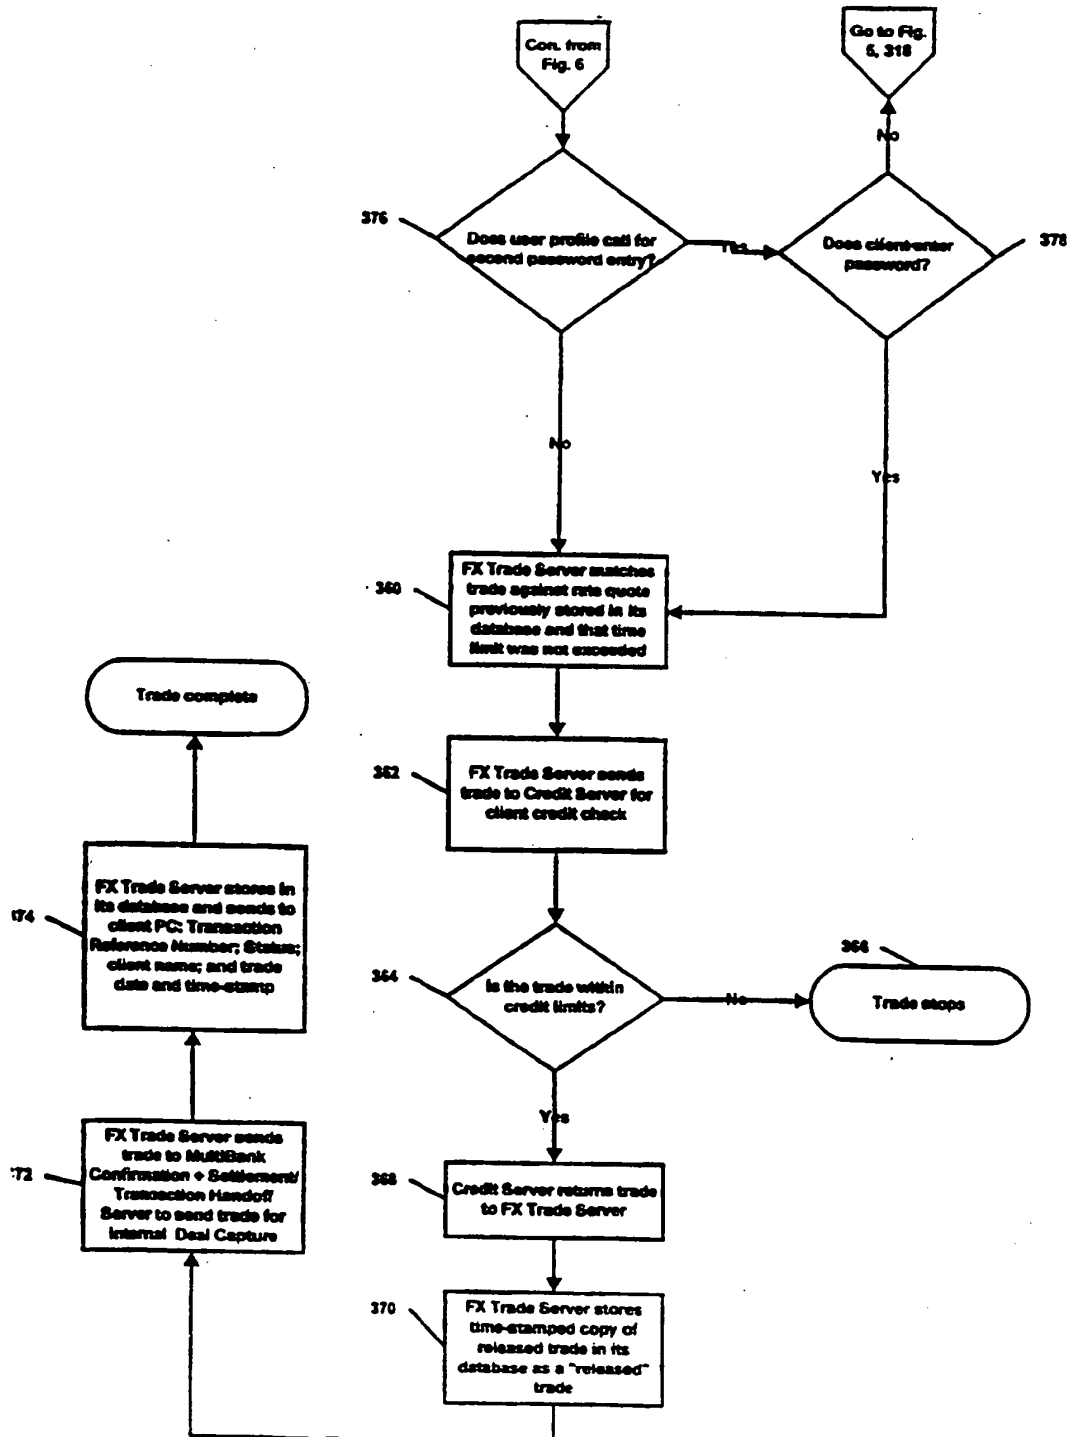 Con. from
Fig. 6
Go to Fig.
5, 318
No
376
Does user profile call for
second password entry?
Yes
Does client enter
password?
378
No
Yes
360
FX Trade Server matches
trade against rate quote
previously stored in its
database and that time
limit was not exceeded
Trade complete
362
FX Trade Server sends
trade to Credit Server for
client credit check
174
FX Trade Server stores in
its database and sends to
client PC: Transaction
Reference Number; Status;
client name; and trade
date and time-stamp
364
Is the trade within
credit limits?
No
366
Trade stops
Yes
72
FX Trade Server sends
trade to MultiBank
Confirmation + Settlement/
Transaction Handoff
Server to send trade for
Internal Deal Capture
368
Credit Server returns trade
to FX Trade Server
370
FX Trade Server stores
time-stamped copy of
released trade in its
database as a "released"
trade